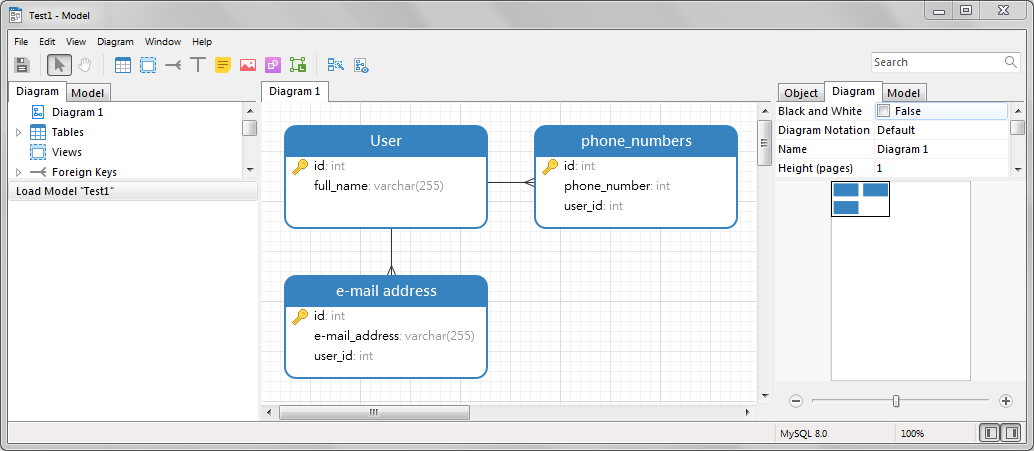 Test1 - Model
File Edit View Diagram Window Help
Search
Diagram Model
Diagram 1
Tables
Views
Foreign Keys
Load Model "Test1"
Diagram 1
User
id: int
full_name: varchar(255)
phone_numbers
id: int
phone_number: int
user_id: int
e-mail address
id: int
e-mail_address: varchar(255)
user_id: int
Object Diagram Model
Black and White False
Diagram Notation Default
Name Diagram 1
Height (pages) 1
MySQL 8.0 100%